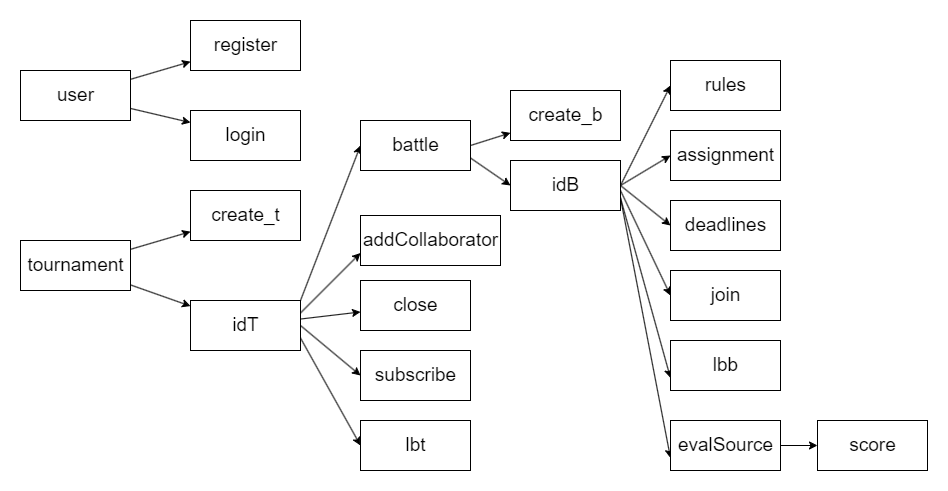 register
user
login
create_t
tournament
idT
battle
addCollaborator
close
subscribe
lbt
create_b
idB
rules
assignment
deadlines
join
lbb
evalSource
score